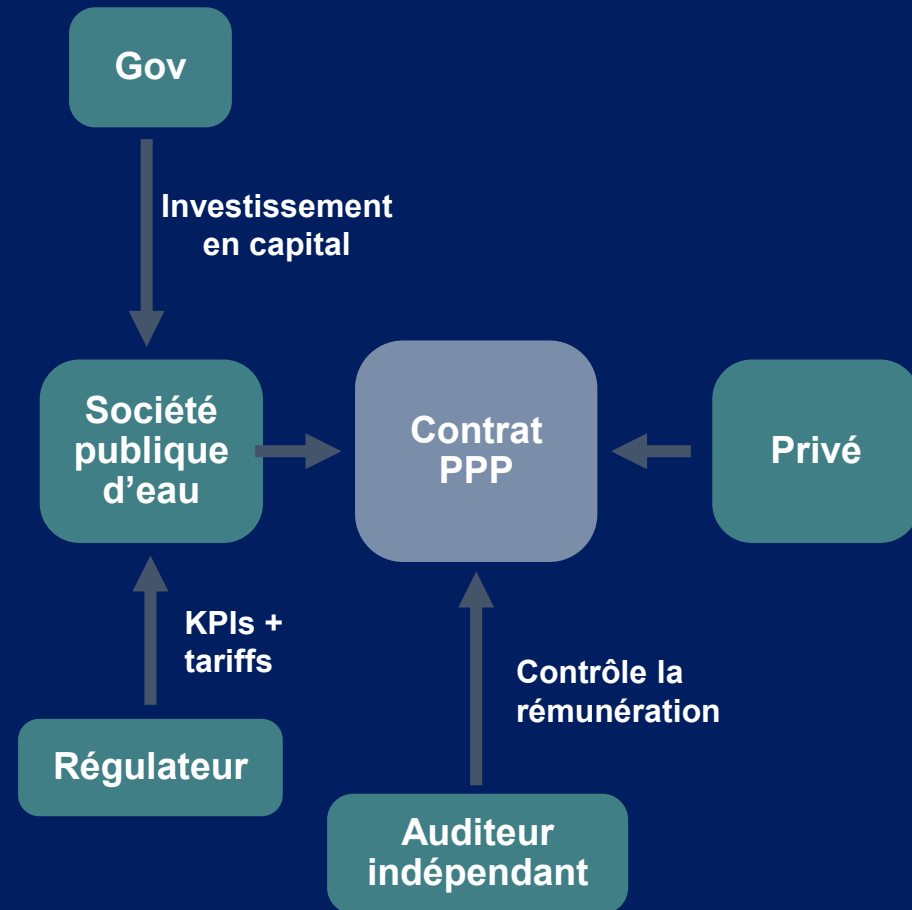 Gov
Investissement
en capital
Société
publique
d’eau
Contrat
PPP
Privé
KPIs +
tariffs
Contrôle la
rémunération
Régulateur
Auditeur
indépendant